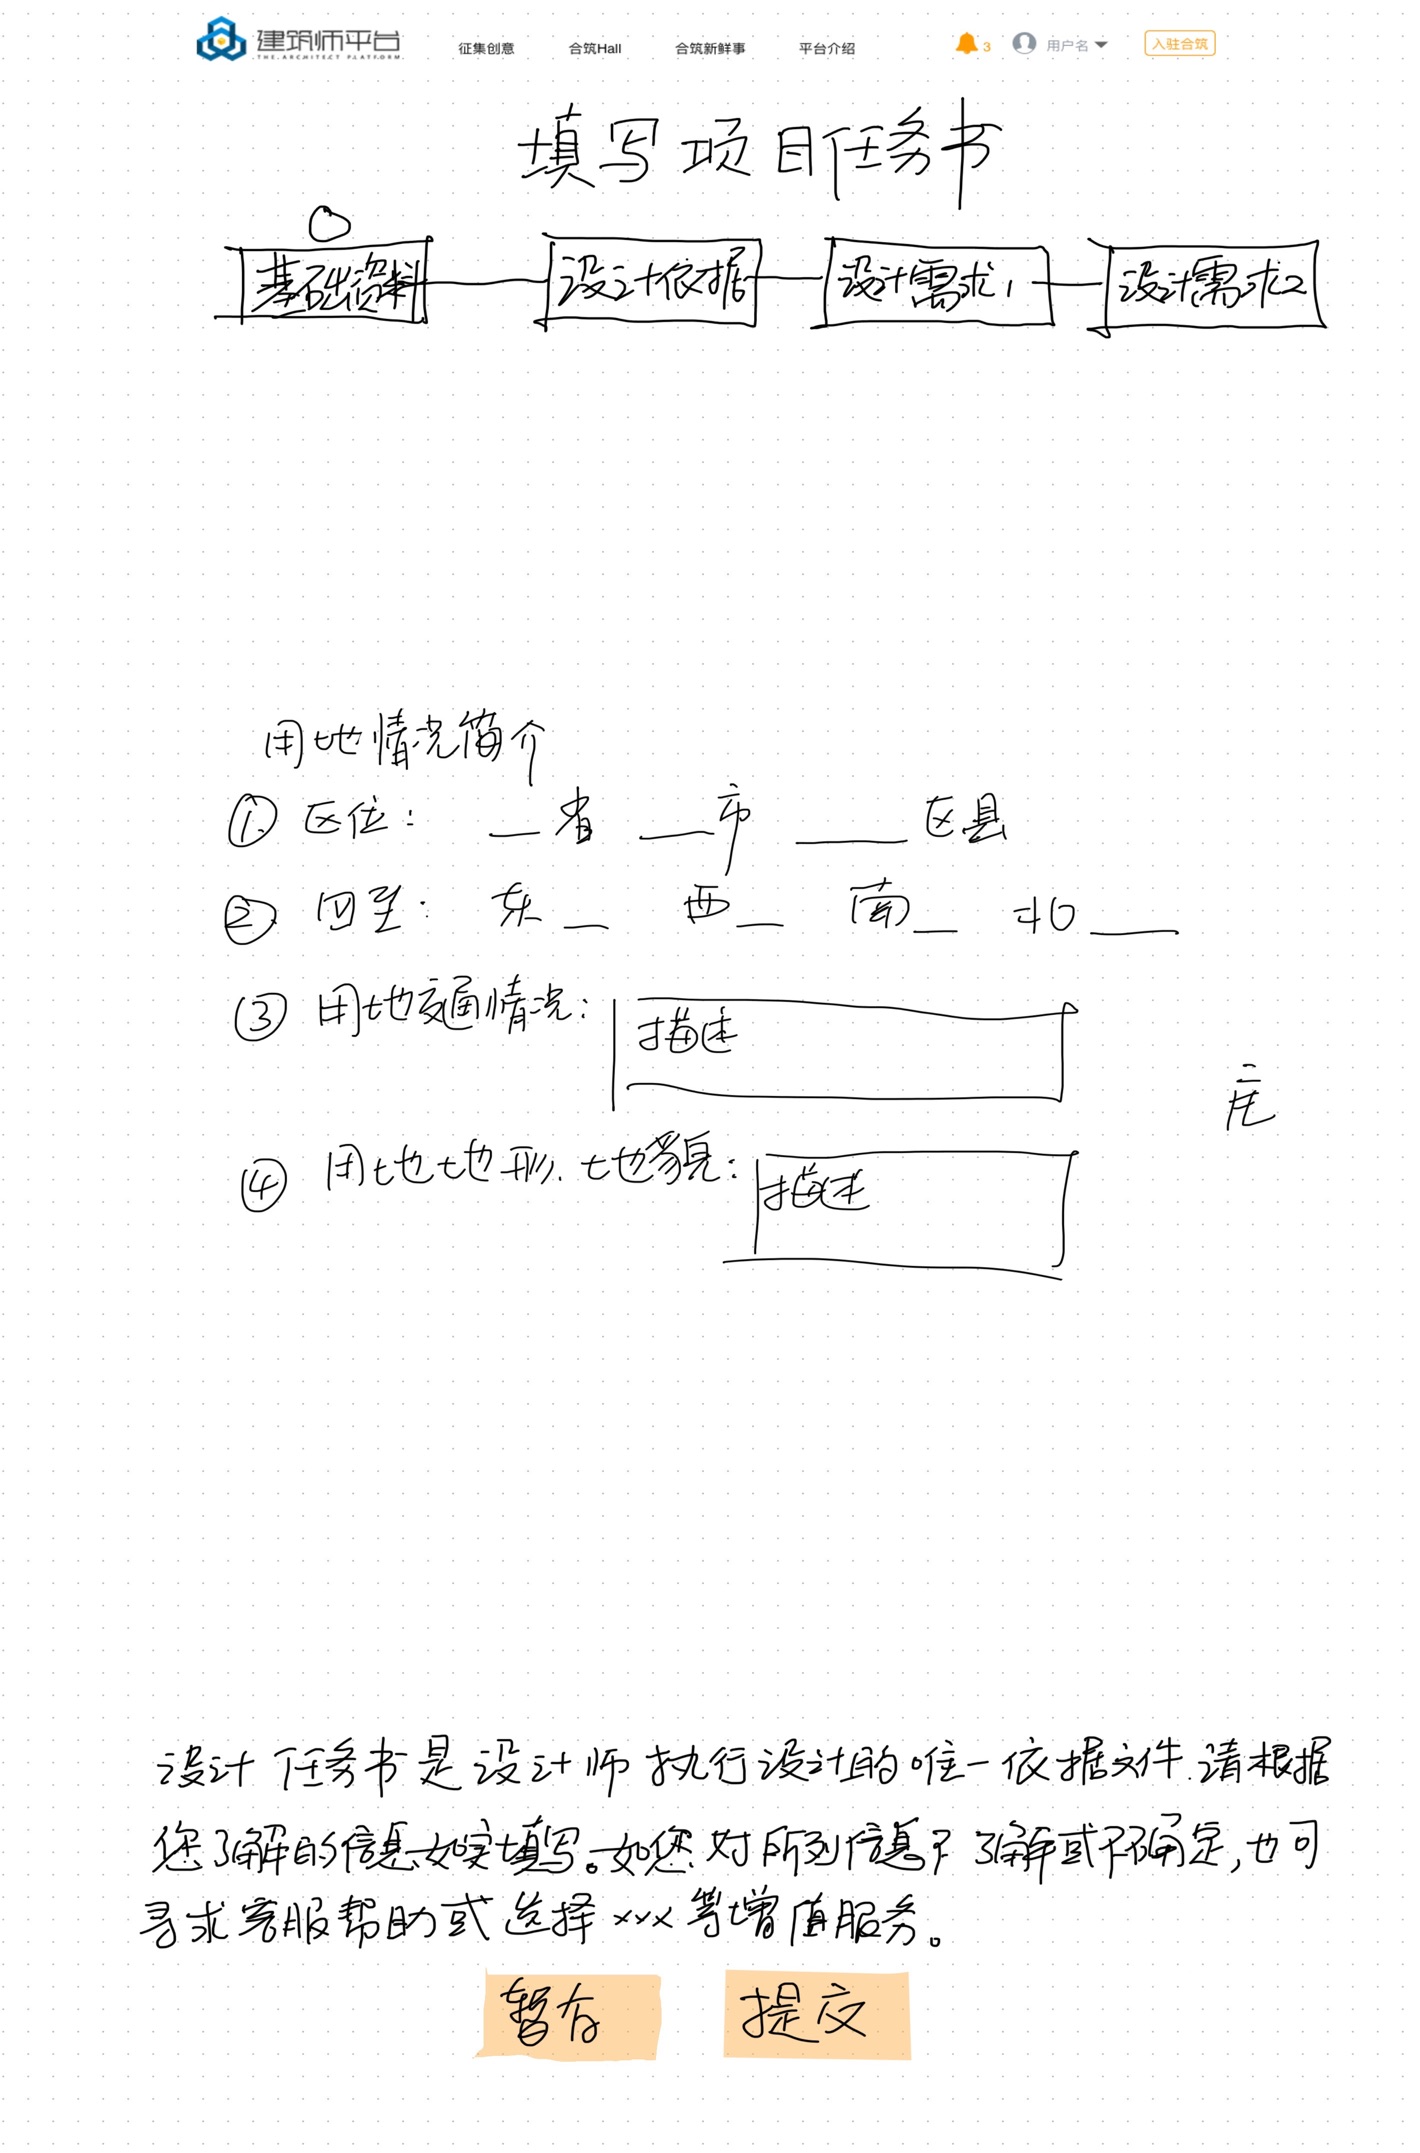 建筑师平台 征集创意 合筑Hall 合筑新鲜事 平台介绍 3 用户名 入驻合筑
THE ARCHITECT PLATFORM
填写项目任务书
基础资料 设计依据 设计需求1 设计需求2
用地情况简介
① 区位: __省 __市 __区县
② 四至: 东__ 西__ 南__ 北__
③ 用地交通情况: 描述
④ 用地地形.地貌: 描述
设计任务书是设计师执行设计的唯一依据文件.请根据
您了解的信息如实填写。如您对所列信息不了解或不确定,也可
寻求客服帮助或选择xxx等增值服务。
暂存 提交